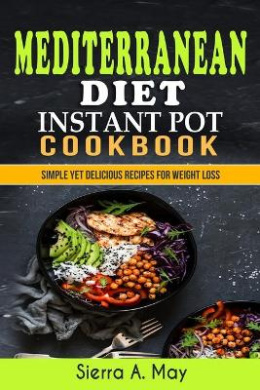 MEDITERRANEAN
DIET
INSTANT POT
COOKBOOK
SIMPLE YET DELICIOUS RECIPES FOR WEIGHT LOSS
Sierra A. May